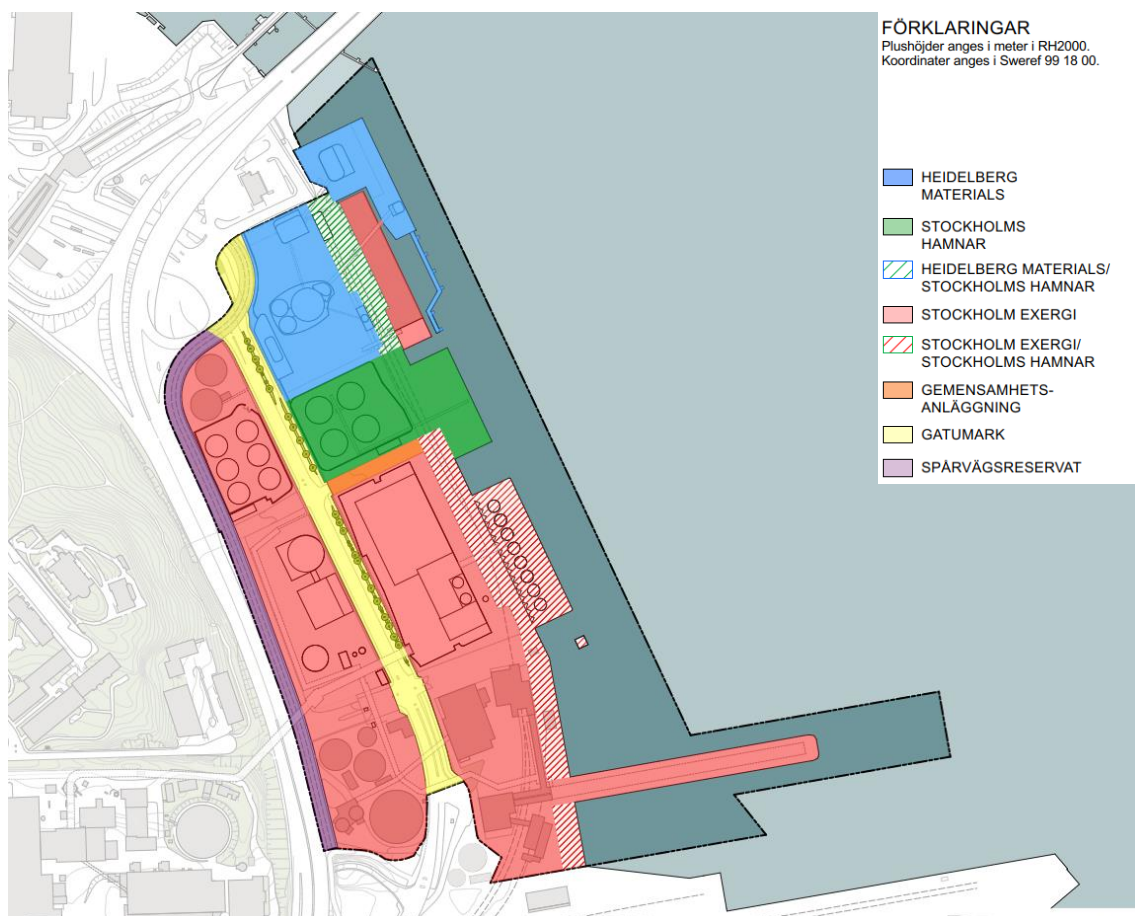 FÖRKLARINGAR
Plushöjder anges i meter i RH2000.
Koordinater anges i Sweref 99 18 00.
HEIDELBERG
MATERIALS
STOCKHOLMS
HAMNAR
HEIDELBERG MATERIALS/
STOCKHOLMS HAMNAR
STOCKHOLM EXERGI
STOCKHOLM EXERGI/
STOCKHOLMS HAMNAR
GEMENSAMHETS-
ANLÄGGNING
GATUMARK
SPÅRVÄGSRESERVAT